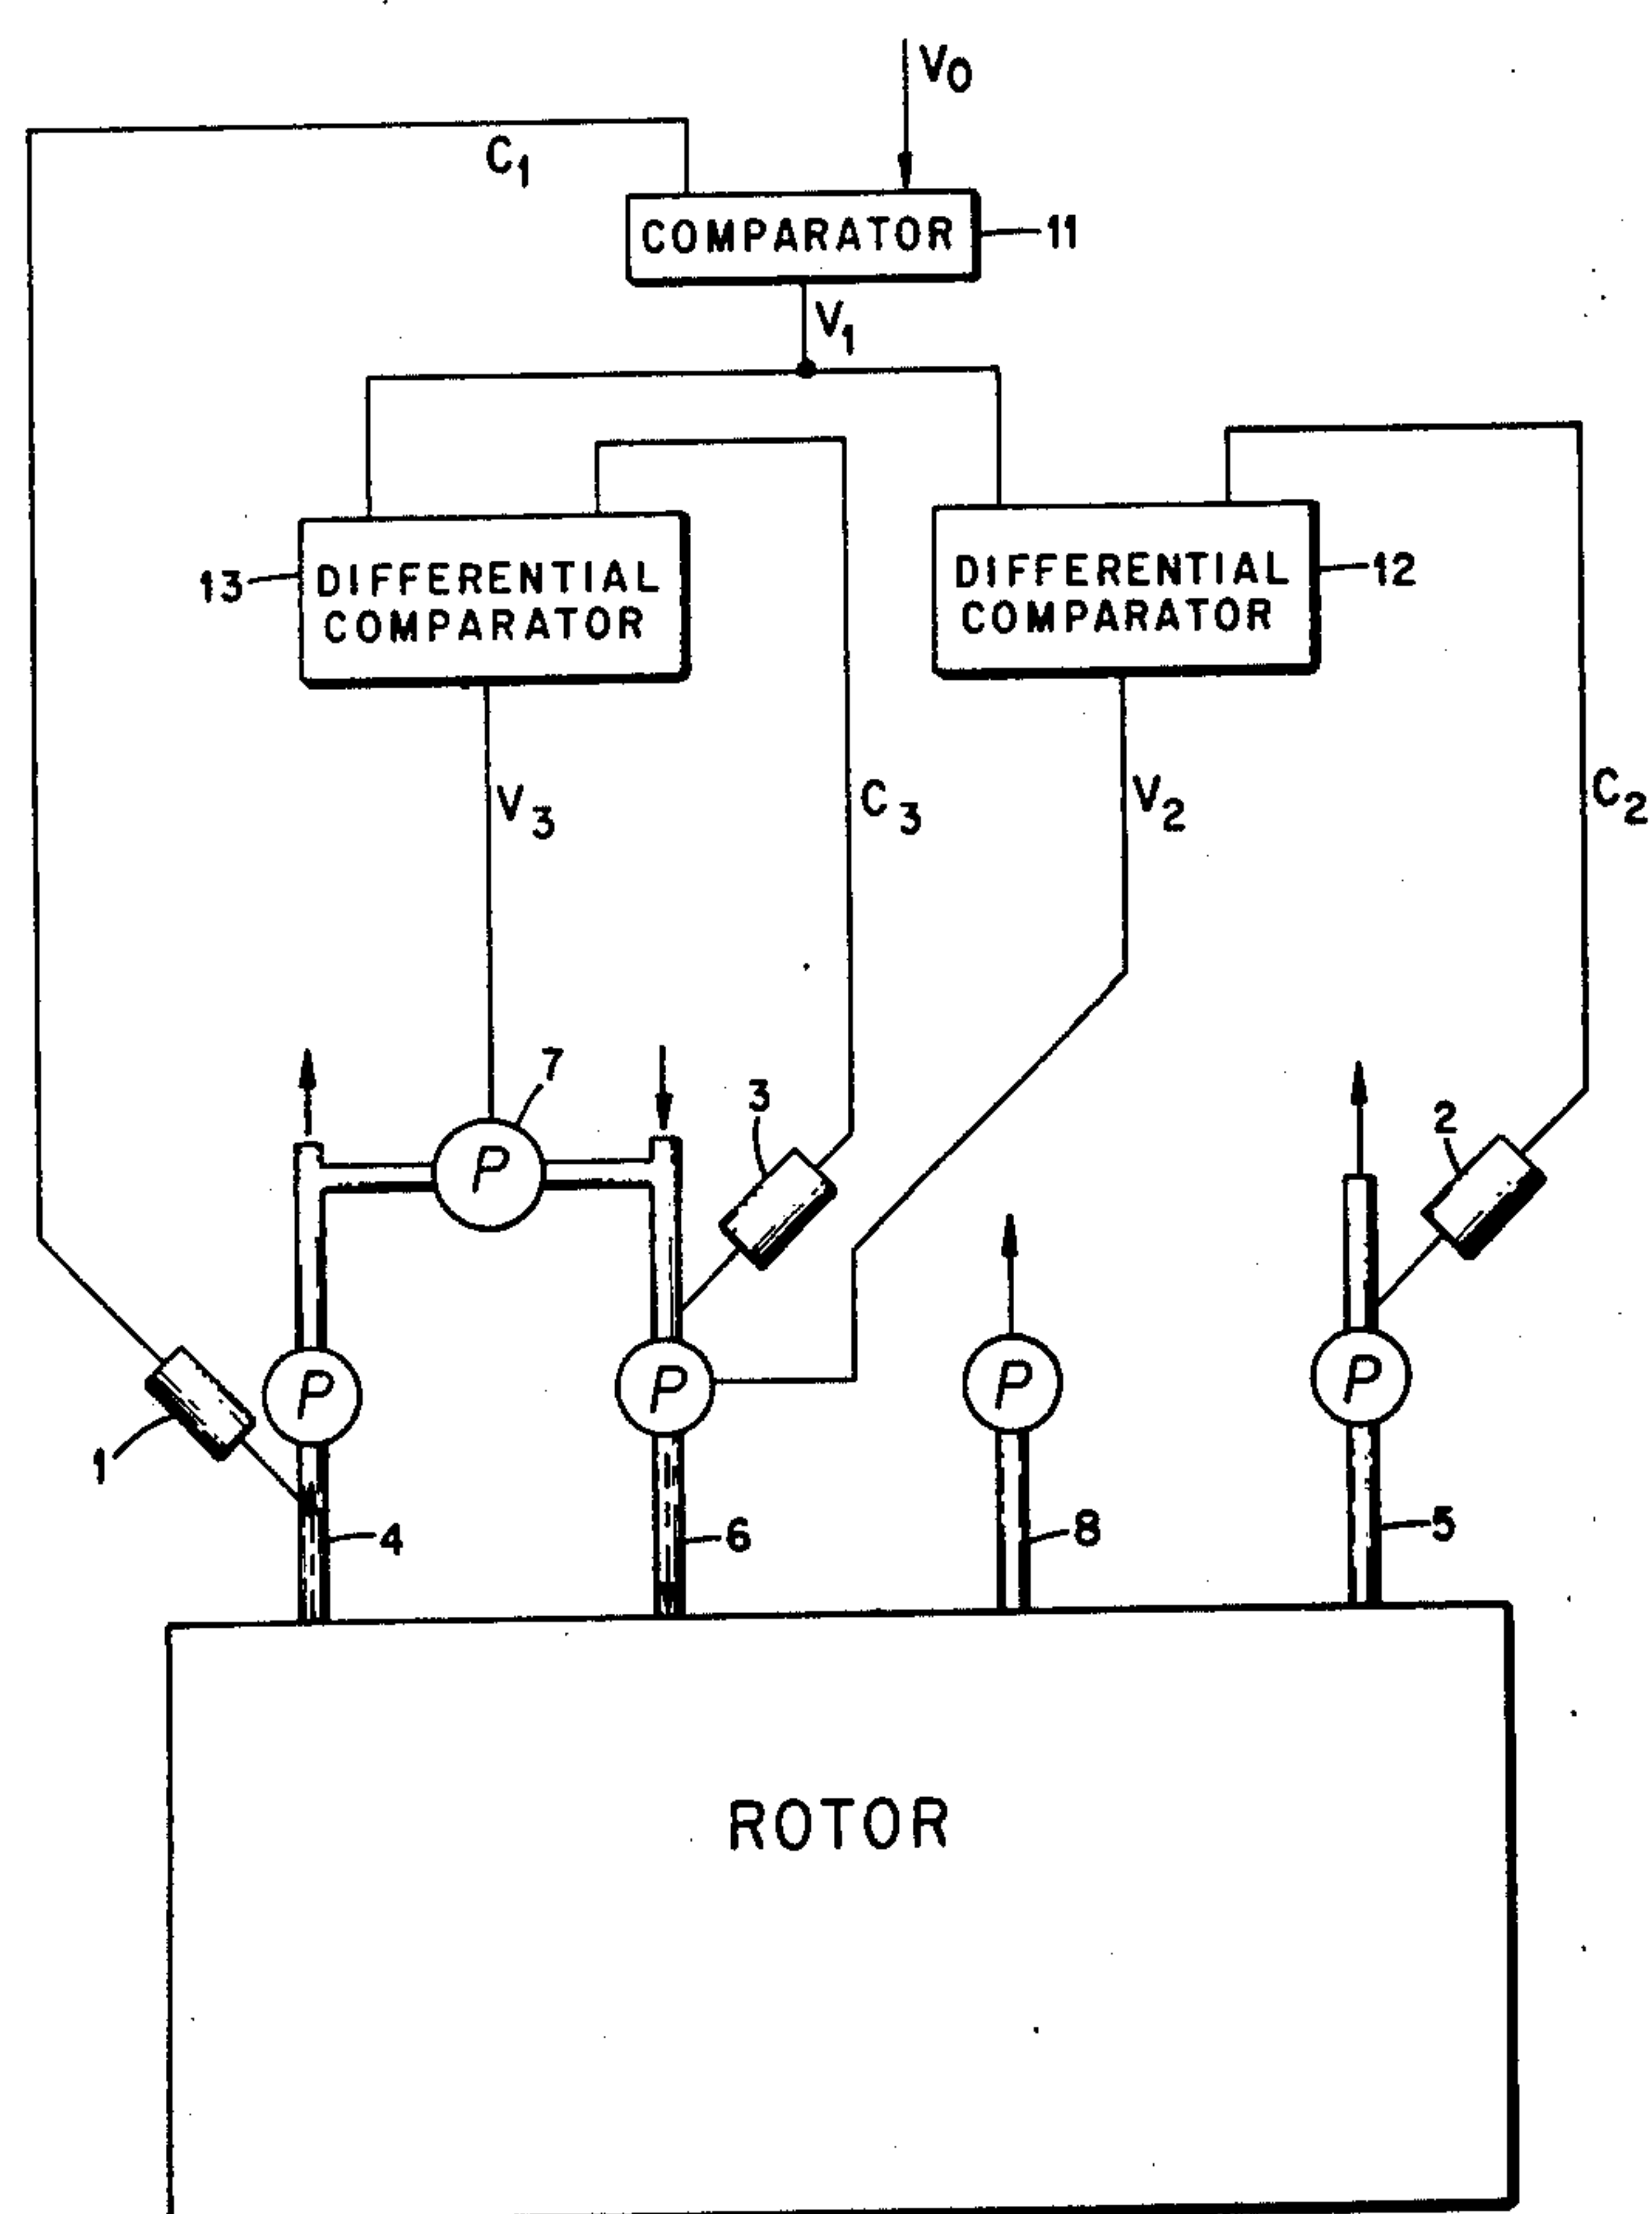 V0
C1
COMPARATOR
11
V1
13
DIFFERENTIAL
COMPARATOR
DIFFERENTIAL
COMPARATOR
12
V3
C3
V2
C2
7
3
2
P
P
P
P
P
1
4
6
8
5
ROTOR